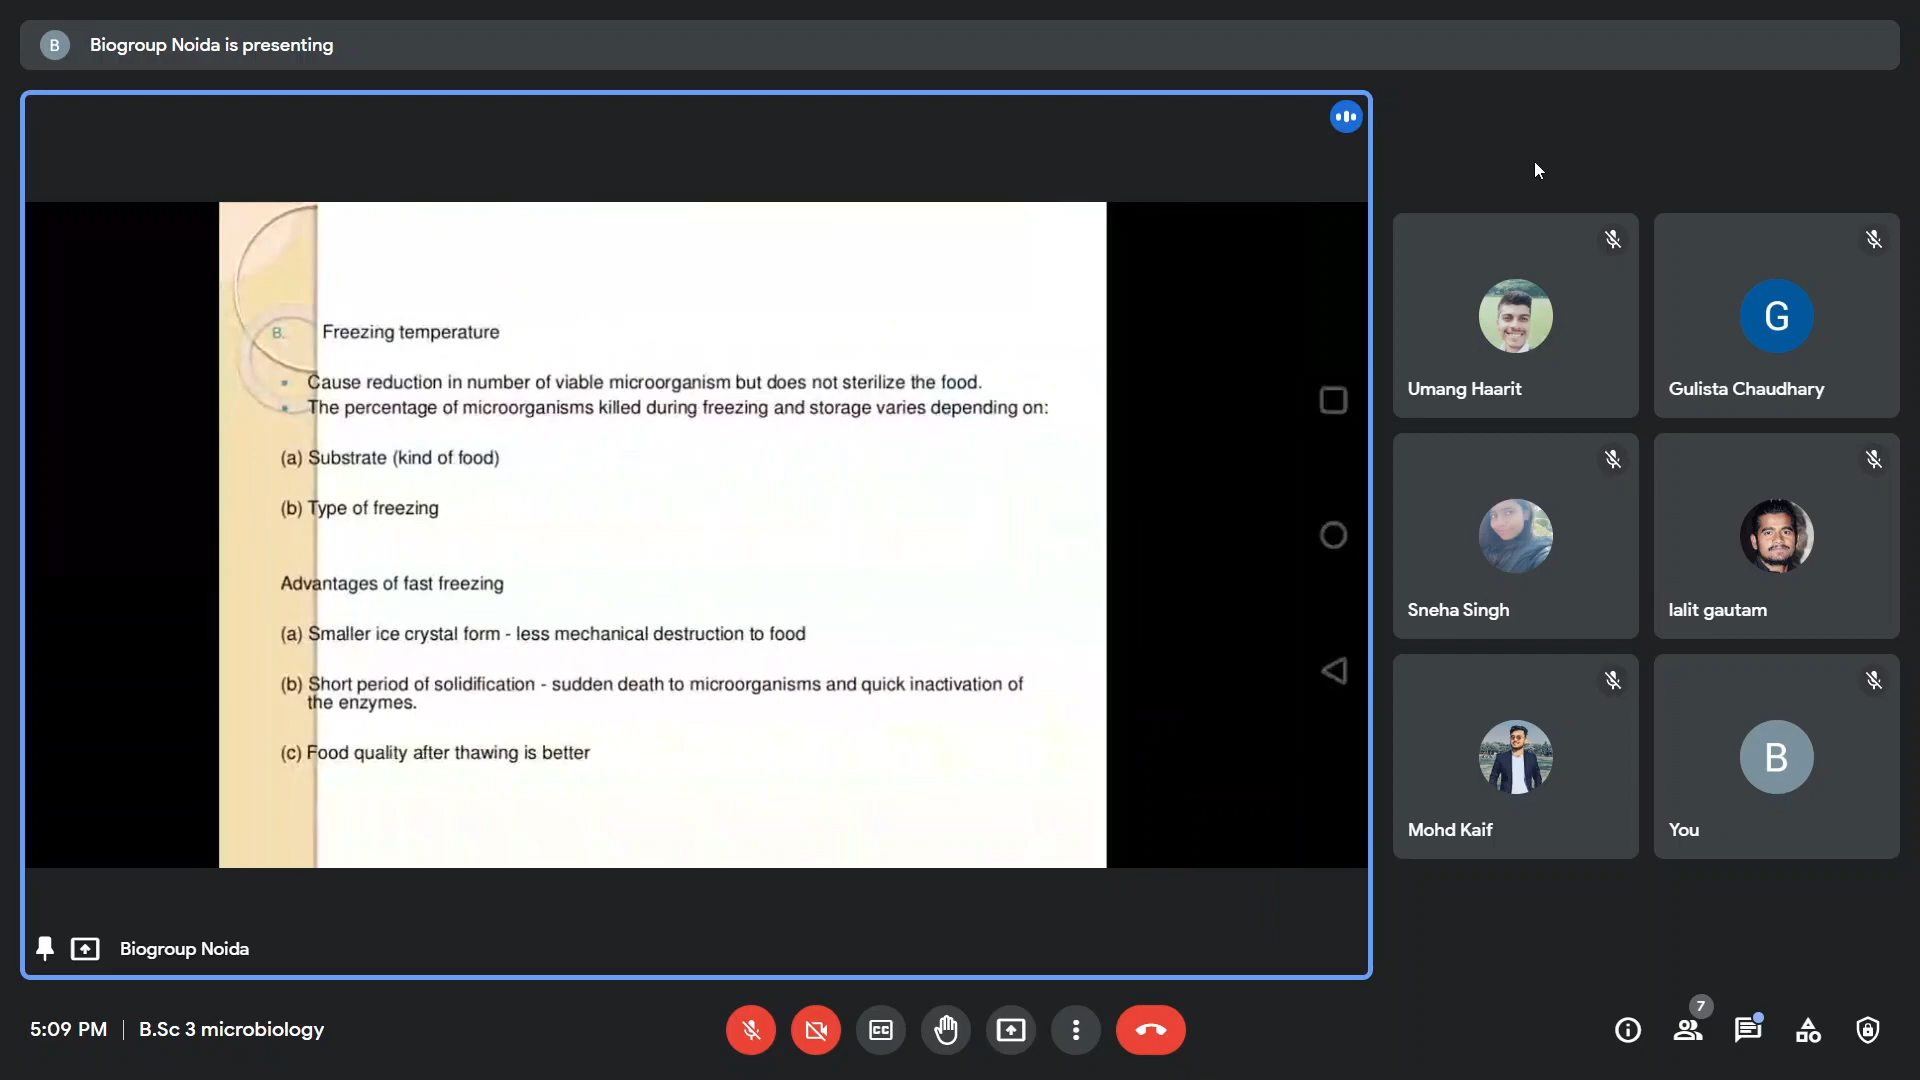 B
Biogroup Noida is presenting
B. Freezing temperature
Cause reduction in number of viable microorganism but does not sterilize the food.
The percentage of microorganisms killed during freezing and storage varies depending on:
(a) Substrate (kind of food)
(b) Type of freezing
Advantages of fast freezing
(a) Smaller ice crystal form - less mechanical destruction to food
(b) Short period of solidification - sudden death to microorganisms and quick inactivation of
the enzymes.
(c) Food quality after thawing is better
Biogroup Noida
Umang Haarit
G
Gulista Chaudhary
Sneha Singh
lalit gautam
Mohd Kaif
B
You
5:09 PM | B.Sc 3 microbiology
CC
7